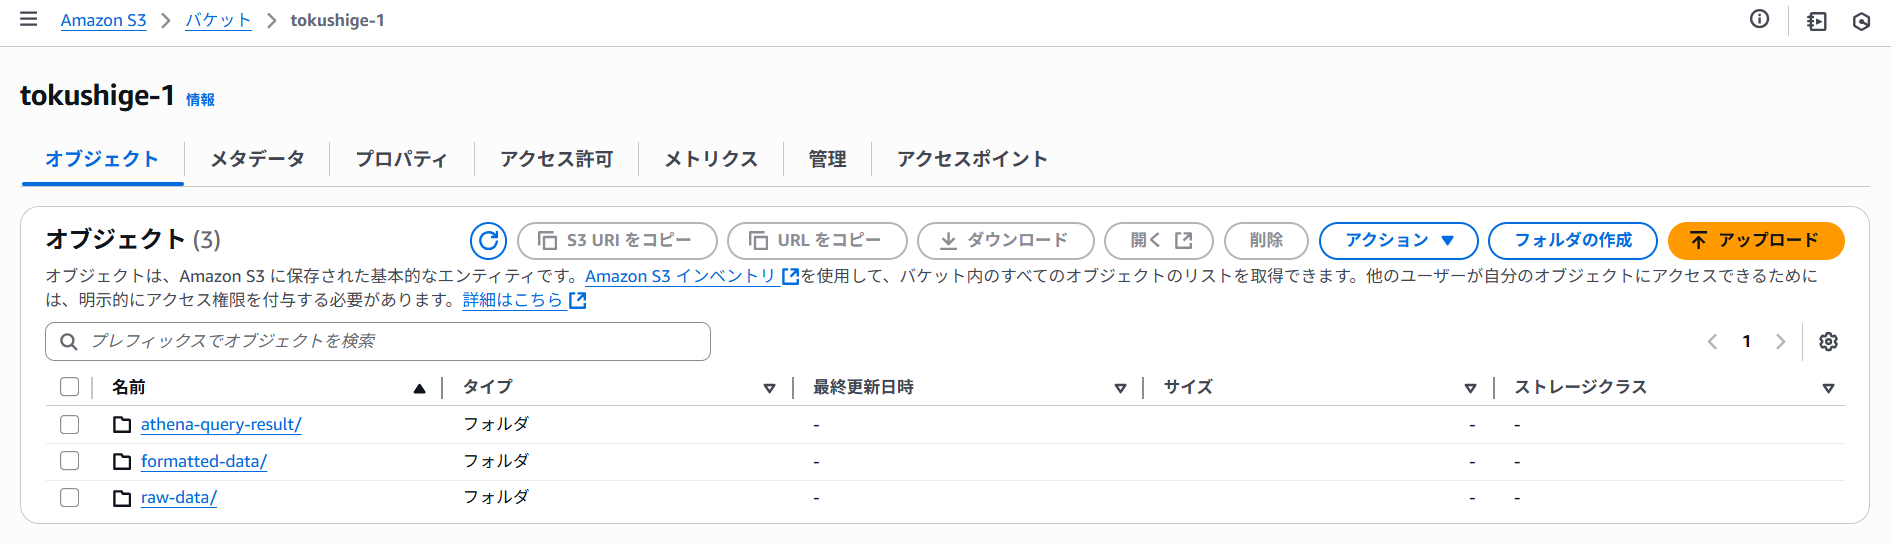 Amazon S3 > バケット > tokushige-1
tokushige-1 情報
オブジェクト メタデータ プロパティ アクセス許可 メトリクス 管理 アクセスポイント
オブジェクト (3) S3 URI をコピー URL をコピー ダウンロード 開く 削除 アクション フォルダの作成 アップロード
オブジェクトは、Amazon S3 に保存された基本的なエンティティです。Amazon S3 インベントリ を使用して、バケット内のすべてのオブジェクトのリストを取得できます。他のユーザーが自分のオブジェクトにアクセスできるために
は、明示的にアクセス権限を付与する必要があります。詳細はこちら
プレフィックスでオブジェクトを検索 < 1 >
名前 タイプ 最終更新日時 サイズ ストレージクラス
athena-query-result/ フォルダ - - -
formatted-data/ フォルダ - - -
raw-data/ フォルダ - - -